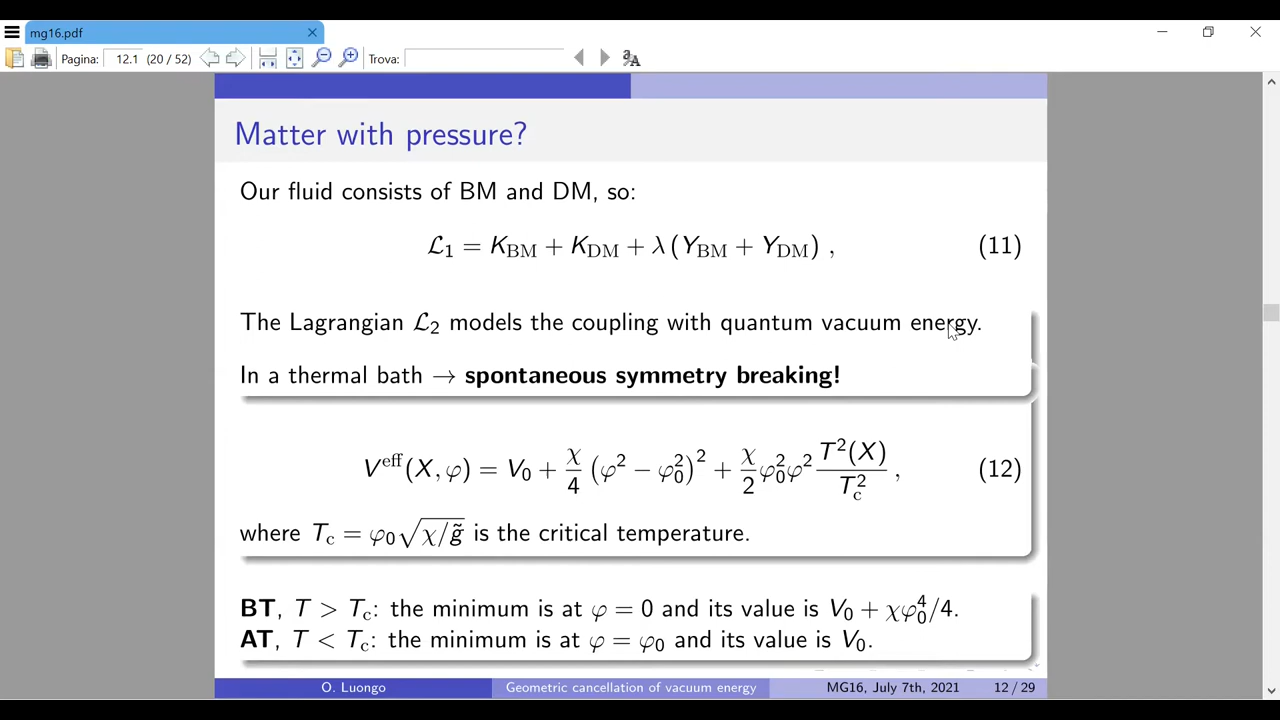 mg16.pdf
Pagina: 12.1 (20 / 52) Trova:
Matter with pressure?
Our fluid consists of BM and DM, so:
ℒ₁ = K_BM + K_DM + λ (Y_BM + Y_DM) , (11)
The Lagrangian ℒ₂ models the coupling with quantum vacuum energy.
In a thermal bath → spontaneous symmetry breaking!
V^eff(X, φ) = V₀ + χ/4 (φ² − φ₀²)² + χ/2 φ₀²φ² T²(X)/T_c² , (12)
where T_c = φ₀√(χ/g̃) is the critical temperature.
BT, T > T_c: the minimum is at φ = 0 and its value is V₀ + χφ₀⁴/4.
AT, T < T_c: the minimum is at φ = φ₀ and its value is V₀.
O. Luongo Geometric cancellation of vacuum energy MG16, July 7th, 2021 12 / 29